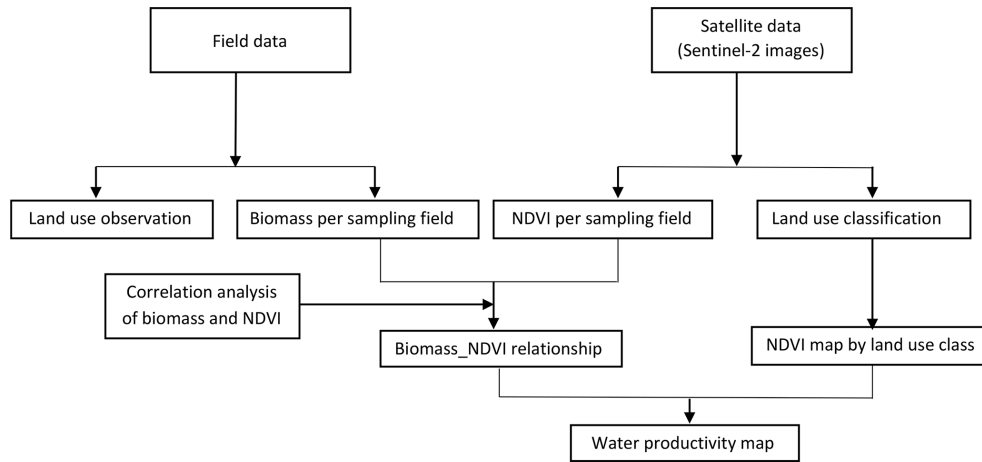 Field data
Satellite data
(Sentinel-2 images)
Land use observation
Biomass per sampling field
NDVI per sampling field
Land use classification
Correlation analysis
of biomass and NDVI
Biomass_NDVI relationship
NDVI map by land use class
Water productivity map